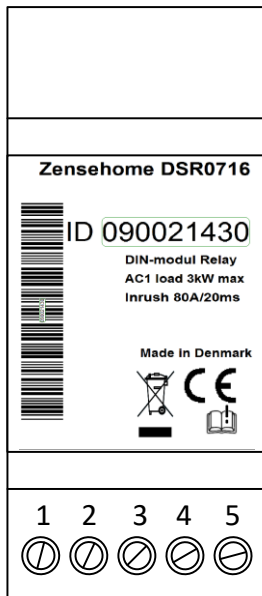 Zensehome DSR0716
ID 090021430
DIN-modul Relay
AC1 load 3kW max
Inrush 80A/20ms
Made in Denmark
CE
1 2 3 4 5